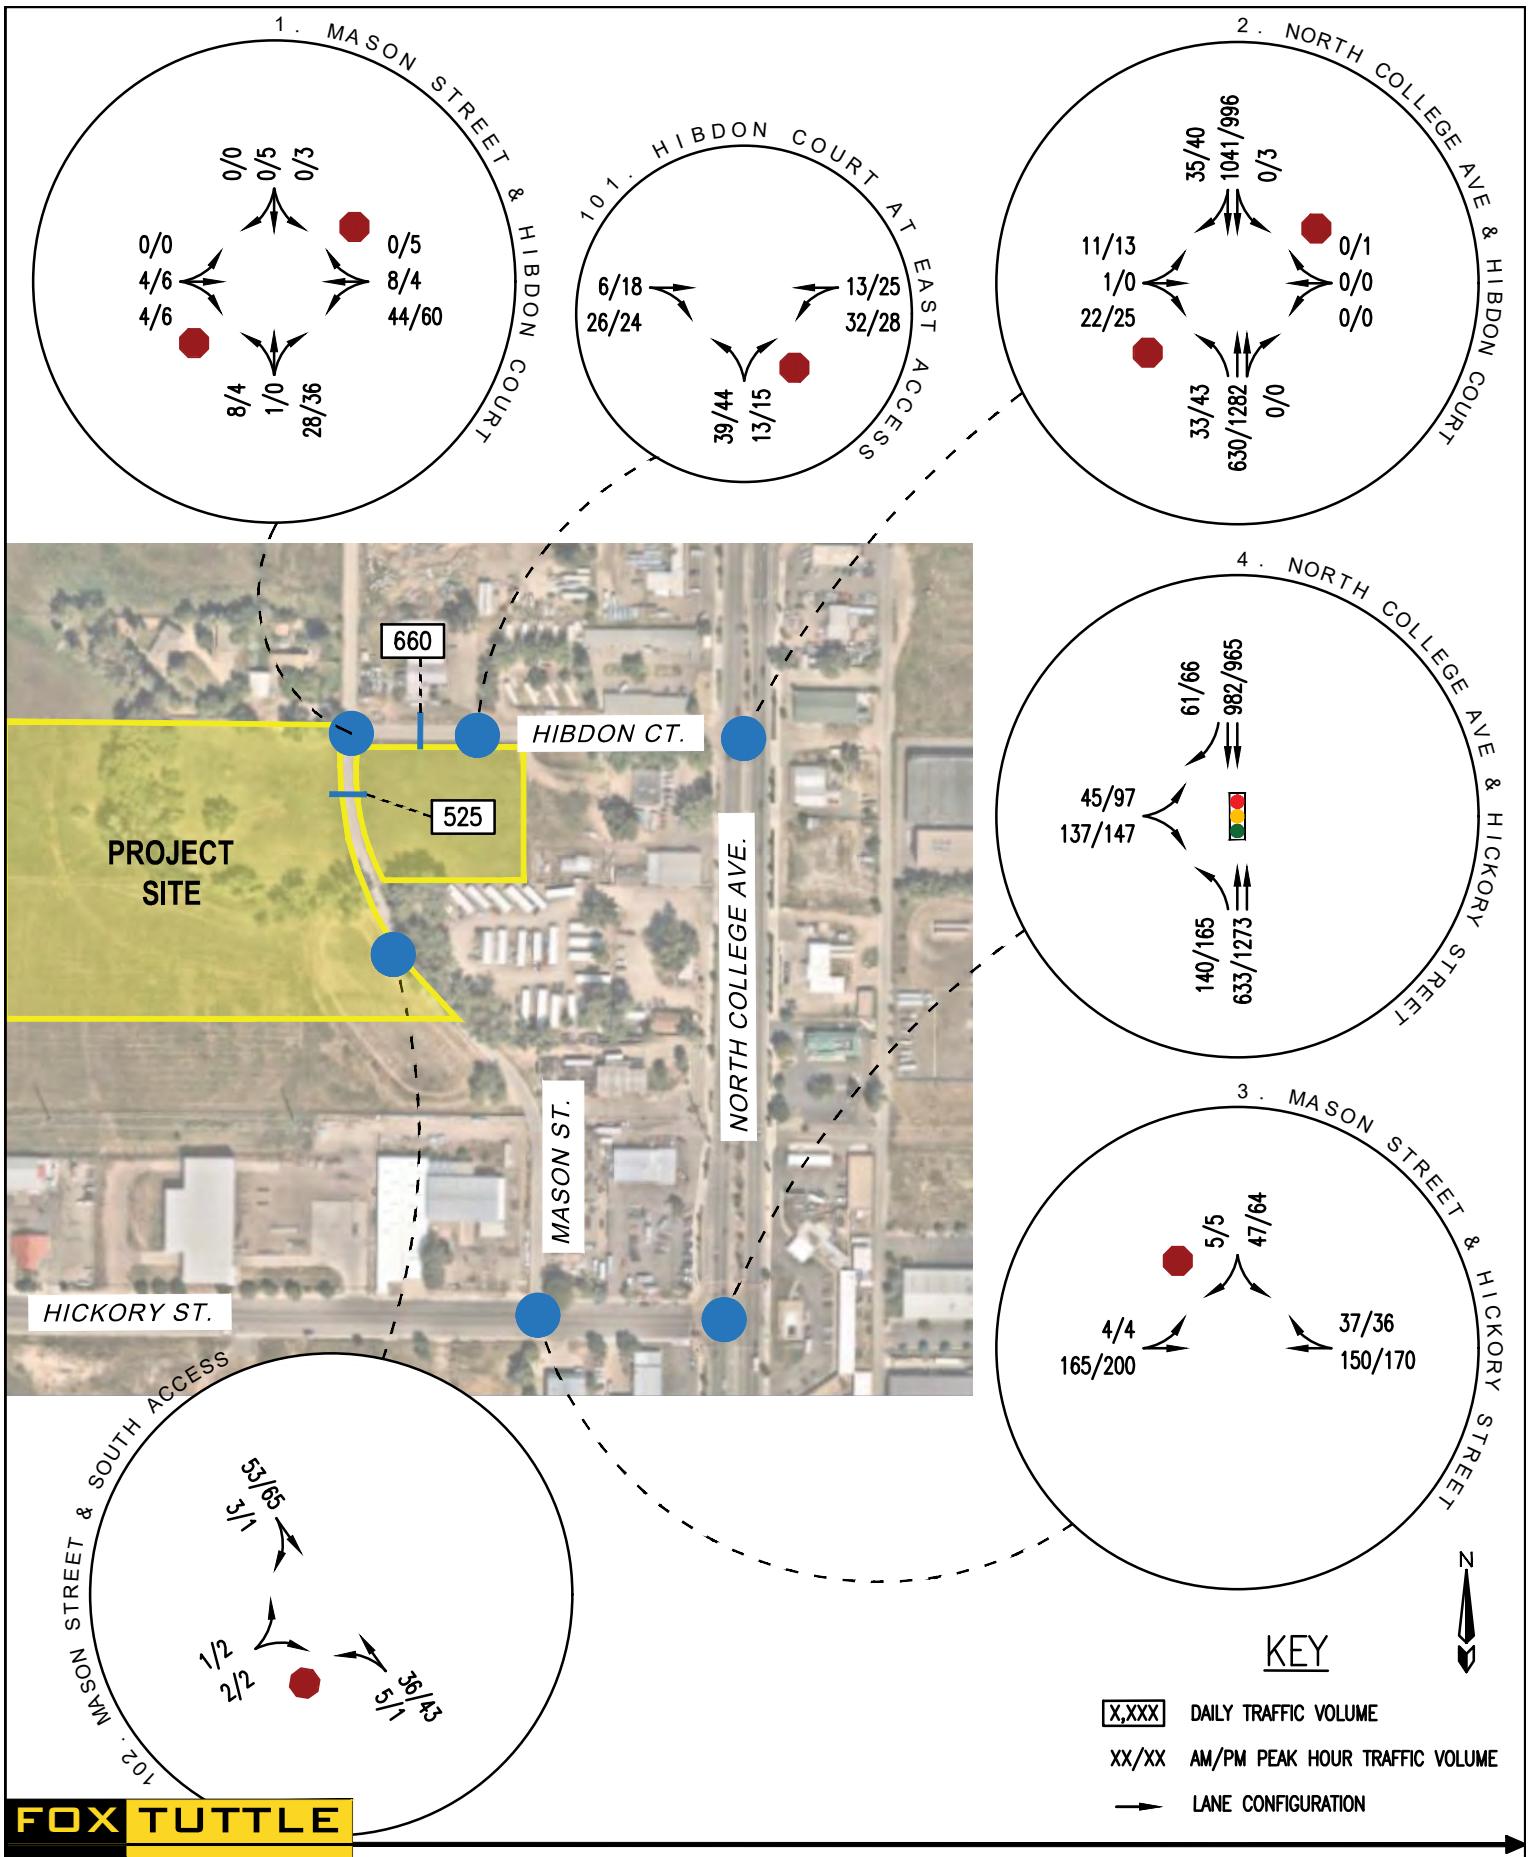 1. MASON STREET & HIBDON COURT
0/0
0/5
0/3
0/0
4/6
4/6
0/5
8/4
44/60
8/4
1/0
28/36
101. HIBDON COURT AT EAST ACCESS
6/18
26/24
13/25
32/28
39/44
13/15
2. NORTH COLLEGE AVE & HIBDON COURT
35/40
1041/996
0/3
11/13
1/0
22/25
0/1
0/0
0/0
33/43
630/1282
0/0
4. NORTH COLLEGE AVE & HICKORY STREET
61/66
982/965
45/97
137/147
140/165
633/1273
660
HIBDON CT.
525
PROJECT
SITE
NORTH COLLEGE AVE.
MASON ST.
HICKORY ST.
3. MASON STREET & HICKORY STREET
5/5
47/64
4/4
165/200
37/36
150/170
102. MASON STREET & SOUTH ACCESS
53/65
3/1
1/2
2/2
36/43
5/1
N
KEY
X,XXX DAILY TRAFFIC VOLUME
XX/XX AM/PM PEAK HOUR TRAFFIC VOLUME
LANE CONFIGURATION
FOX TUTTLE